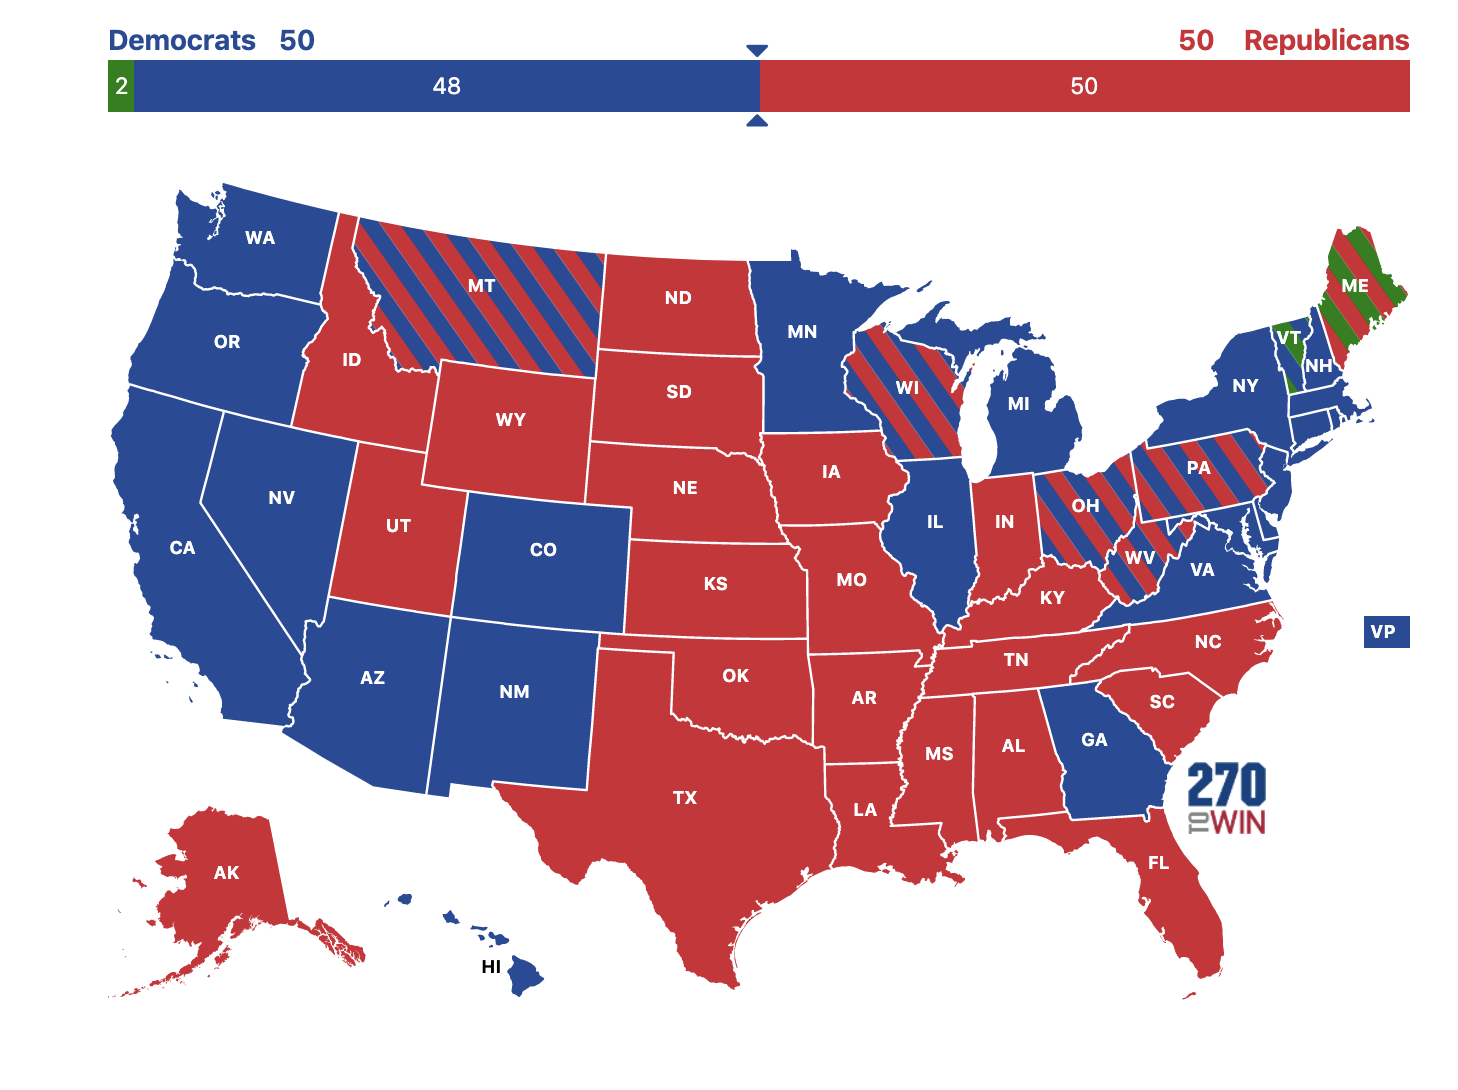 Democrats 50
50 Republicans
2 48 50
WA
MT
ND
MN
ME
OR
ID
VT
NH
WI
NY
SD
MI
WY
PA
IA
NE
NV
OH
UT
IL
IN
CA
CO
WV
VA
KS
MO
KY
VP
NC
TN
OK
AZ
NM
AR
SC
GA
MS
AL
TX
LA
270
TO WIN
FL
AK
HI